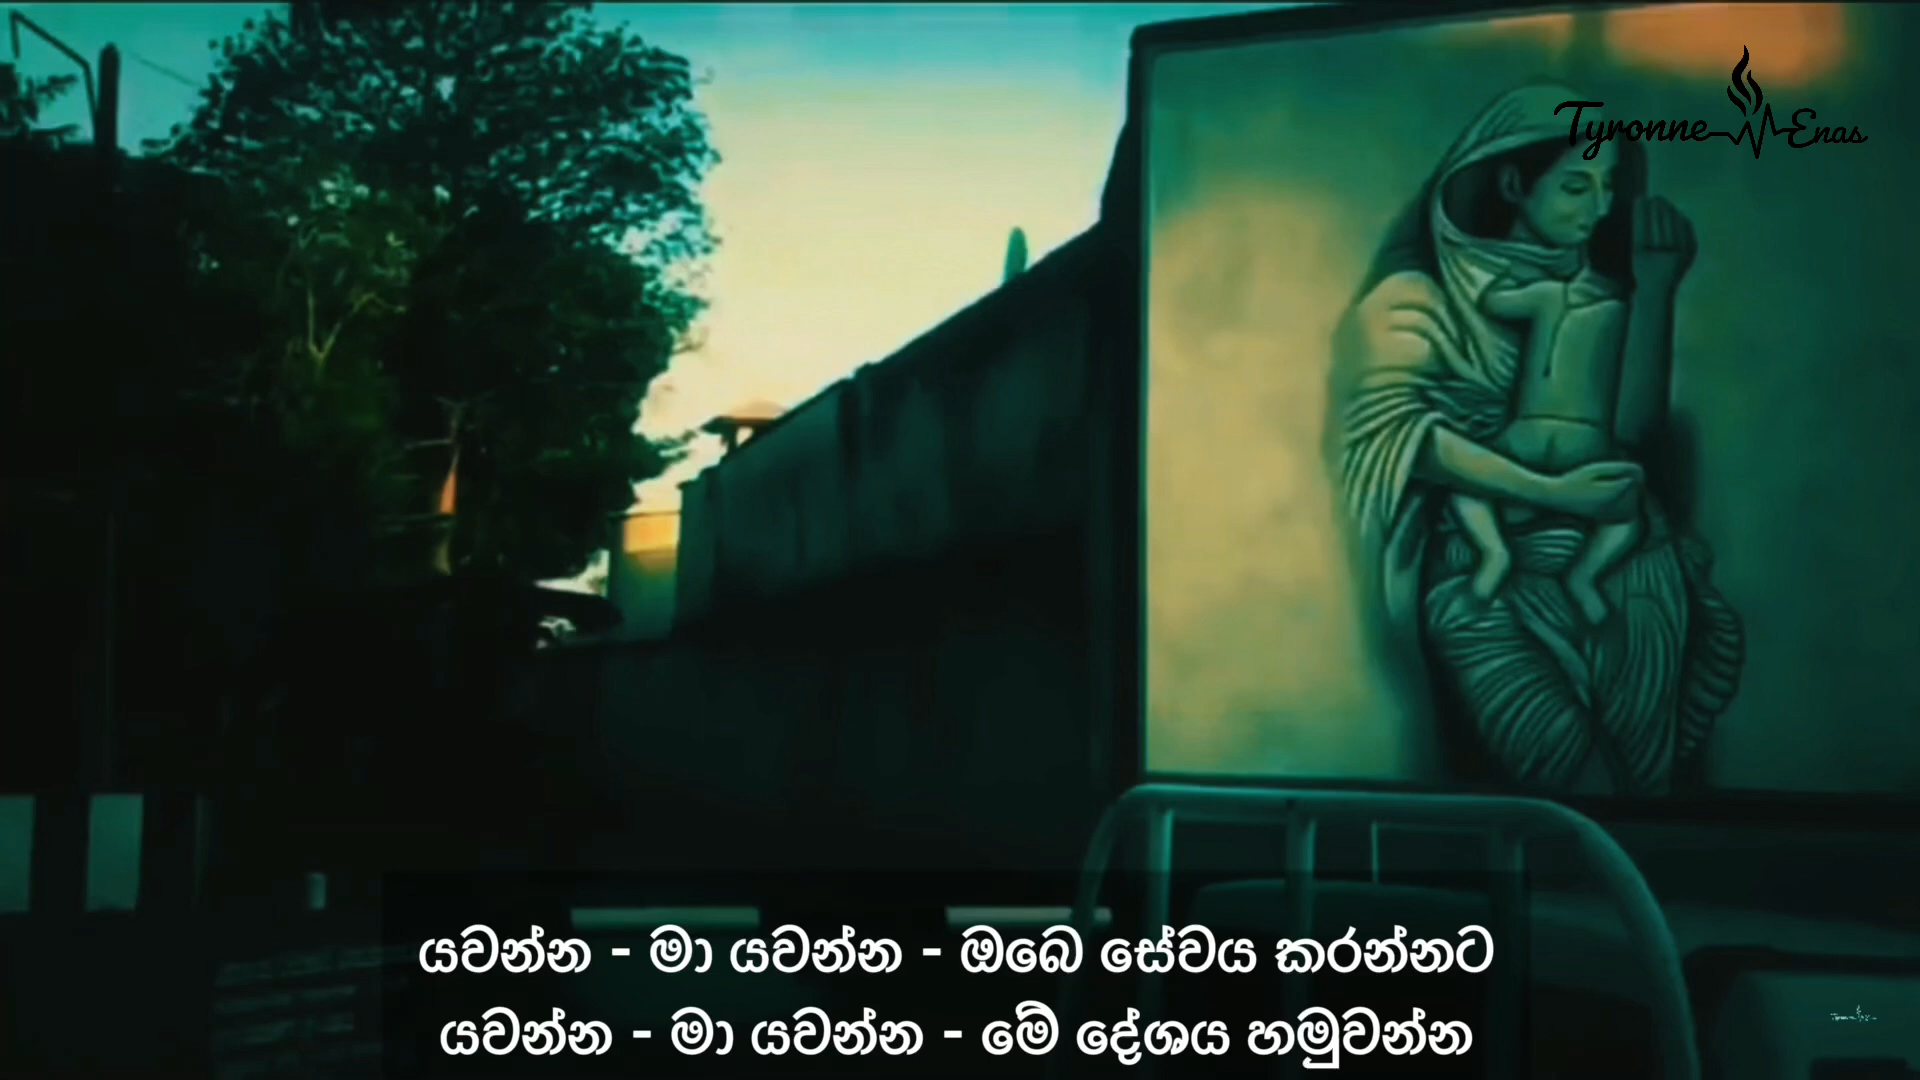 Tyronne Enas
යවන්න - මා යවන්න - ඔබෙ සේවය කරන්නට
යවන්න - මා යවන්න - මේ දේශය හමුවන්න